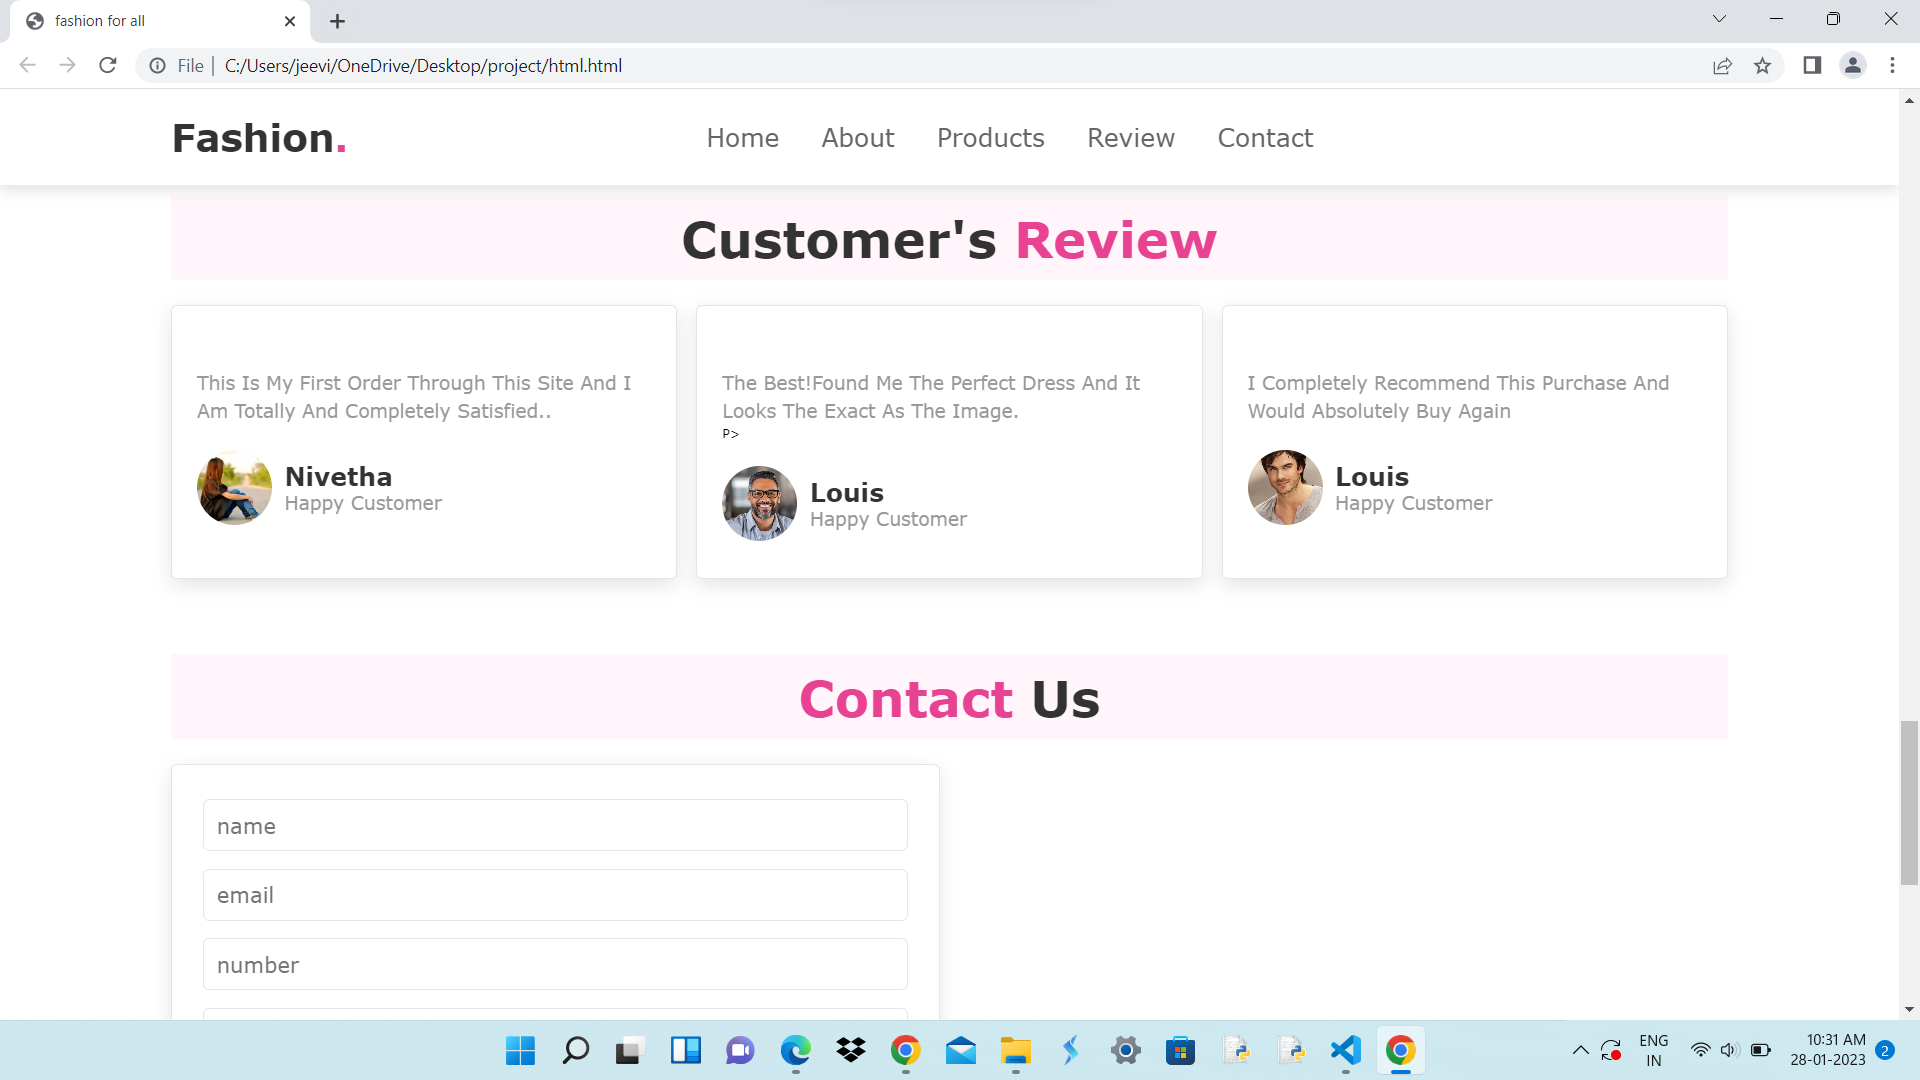 fashion for all
File | C:/Users/jeevi/OneDrive/Desktop/project/html.html
Fashion.
Home About Products Review Contact
Customer's Review
This Is My First Order Through This Site And I
Am Totally And Completely Satisfied..
Nivetha
Happy Customer
The Best!Found Me The Perfect Dress And It
Looks The Exact As The Image.
P>
Louis
Happy Customer
I Completely Recommend This Purchase And
Would Absolutely Buy Again
Louis
Happy Customer
Contact Us
name
email
number
ENG
IN
10:31 AM
28-01-2023
2